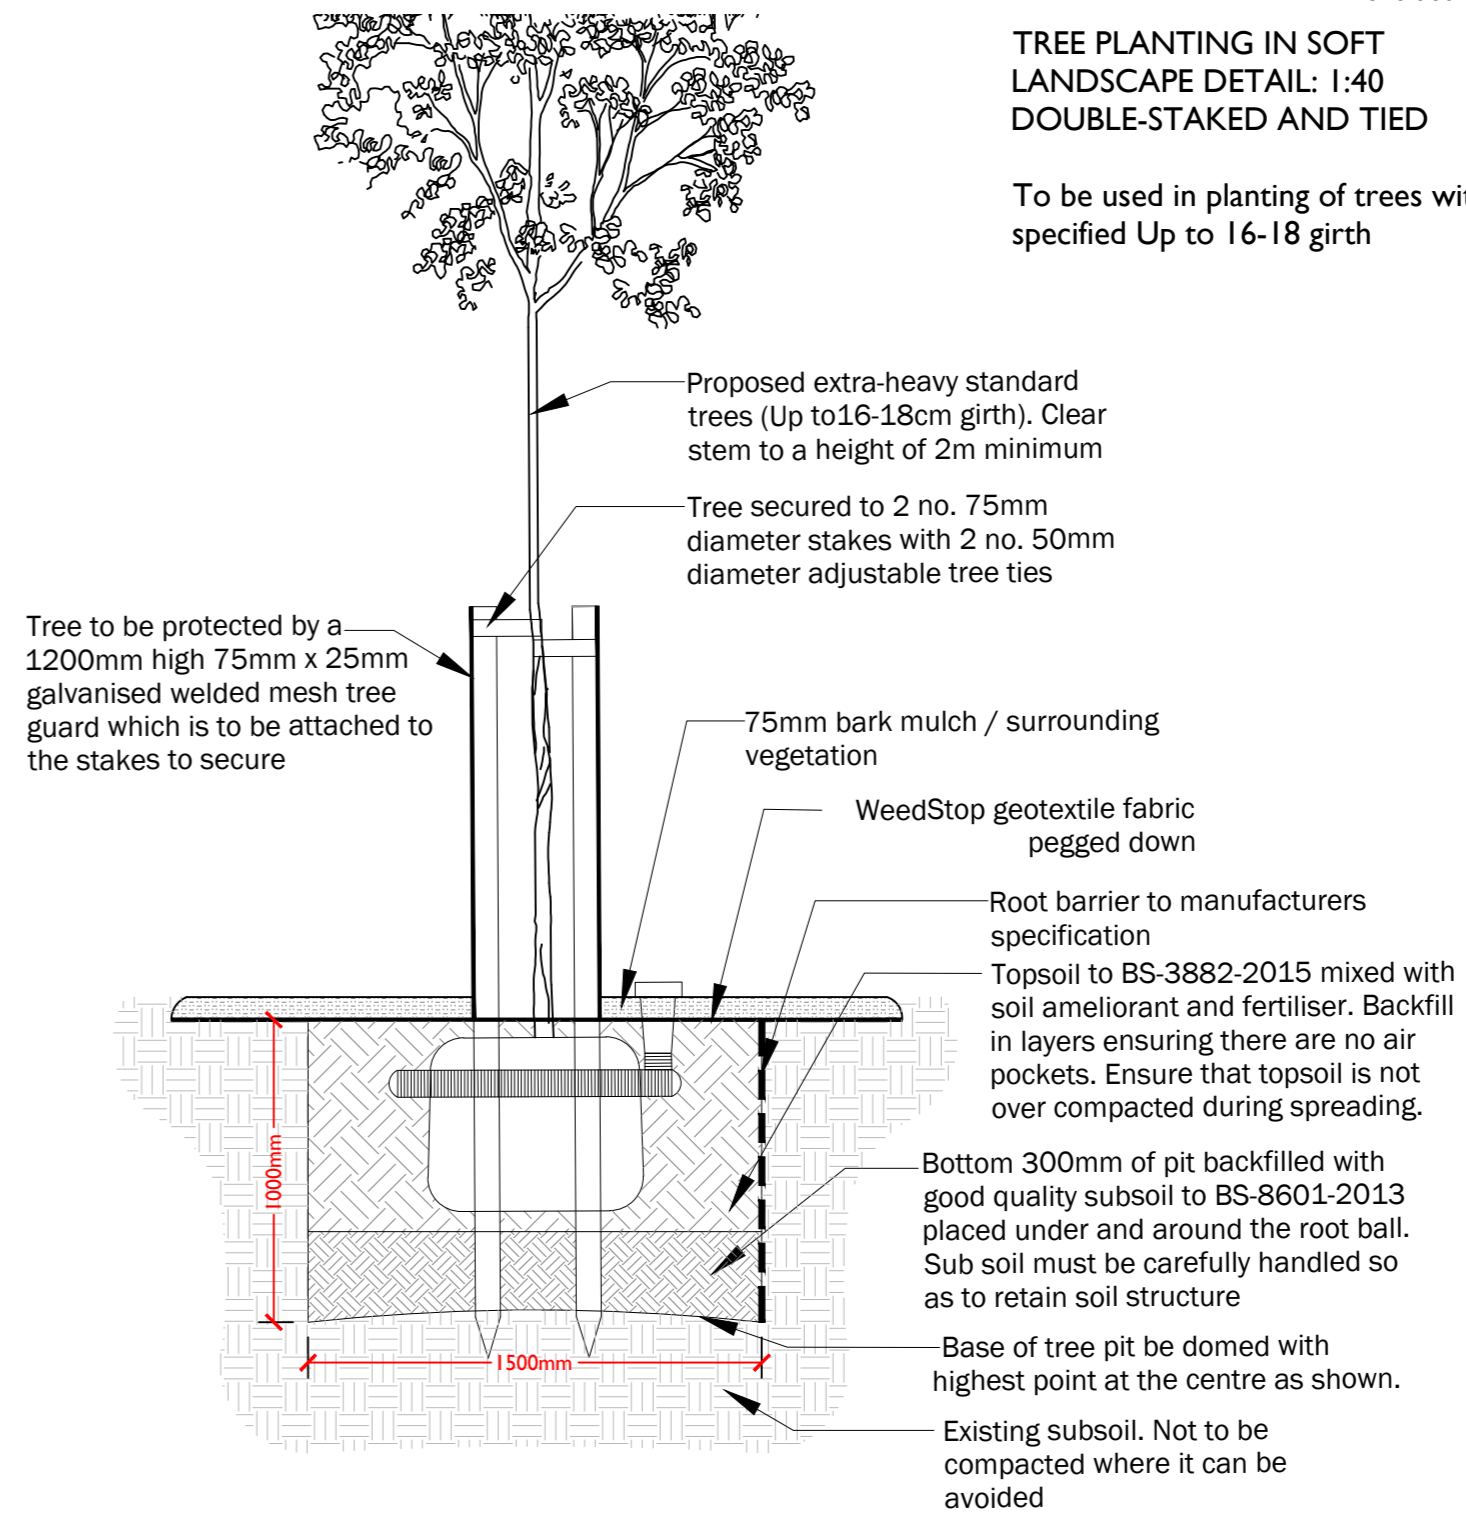 TREE PLANTING IN SOFT
LANDSCAPE DETAIL: 1:40
DOUBLE-STAKED AND TIED
To be used in planting of trees
specified Up to 16-18 girth
Proposed extra-heavy standard
trees (Up to16-18cm girth). Clear
stem to a height of 2m minimum
Tree secured to 2 no. 75mm
diameter stakes with 2 no. 50mm
diameter adjustable tree ties
Tree to be protected by a
1200mm high 75mm x 25mm
galvanised welded mesh tree
guard which is to be attached to
the stakes to secure
75mm bark mulch / surrounding
vegetation
WeedStop geotextile fabric
pegged down
Root barrier to manufacturers
specification
Topsoil to BS-3882-2015 mixed with
soil ameliorant and fertiliser. Backfill
in layers ensuring there are no air
pockets. Ensure that topsoil is not
over compacted during spreading.
Bottom 300mm of pit backfilled with
good quality subsoil to BS-8601-2013
placed under and around the root ball.
Sub soil must be carefully handled so
as to retain soil structure
Base of tree pit be domed with
highest point at the centre as shown.
Existing subsoil. Not to be
compacted where it can be
avoided
1000mm
1500mm